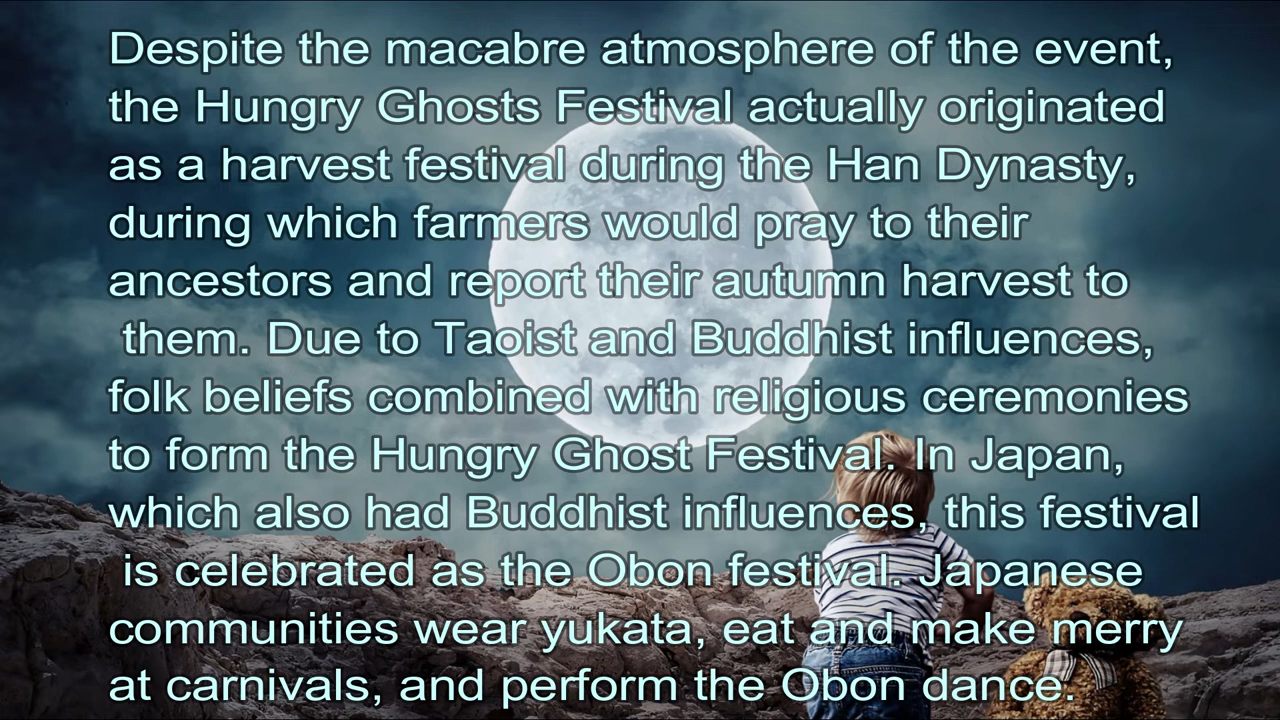 Despite the macabre atmosphere of the event,
the Hungry Ghosts Festival actually originated
as a harvest festival during the Han Dynasty,
during which farmers would pray to their
ancestors and report their autumn harvest to
them. Due to Taoist and Buddhist influences,
folk beliefs combined with religious ceremonies
to form the Hungry Ghost Festival. In Japan,
which also had Buddhist influences, this festival
is celebrated as the Obon festival. Japanese
communities wear yukata, eat and make merry
at carnivals, and perform the Obon dance.